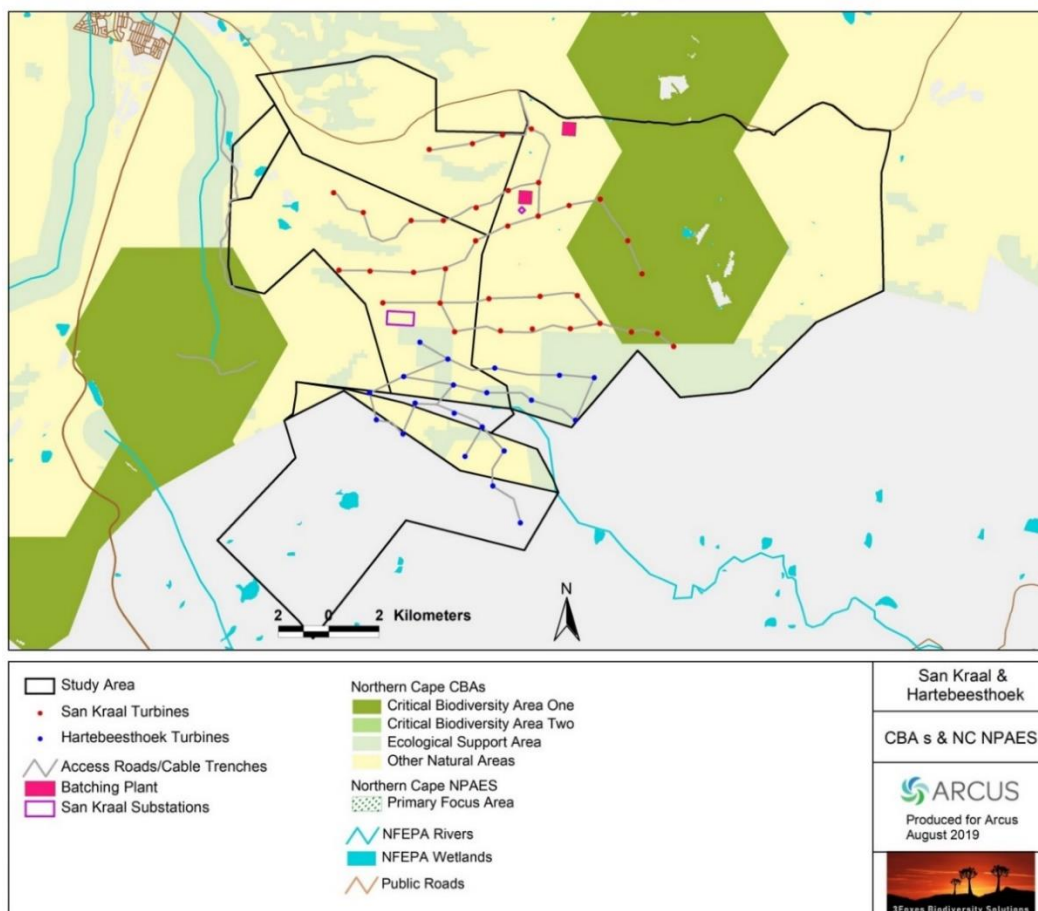 2 0 2 Kilometers
N
Study Area
San Kraal Turbines
Hartebeesthoek Turbines
Access Roads/Cable Trenches
Batching Plant
San Kraal Substations
Northern Cape CBAs
Critical Biodiversity Area One
Critical Biodiversity Area Two
Ecological Support Area
Other Natural Areas
Northern Cape NPAES
Primary Focus Area
NFEPA Rivers
NFEPA Wetlands
Public Roads
San Kraal &
Hartebeesthoek
CBA s & NC NPAES
ARCUS
Produced for Arcus
August 2019
3Foxes Biodiversity Solutions